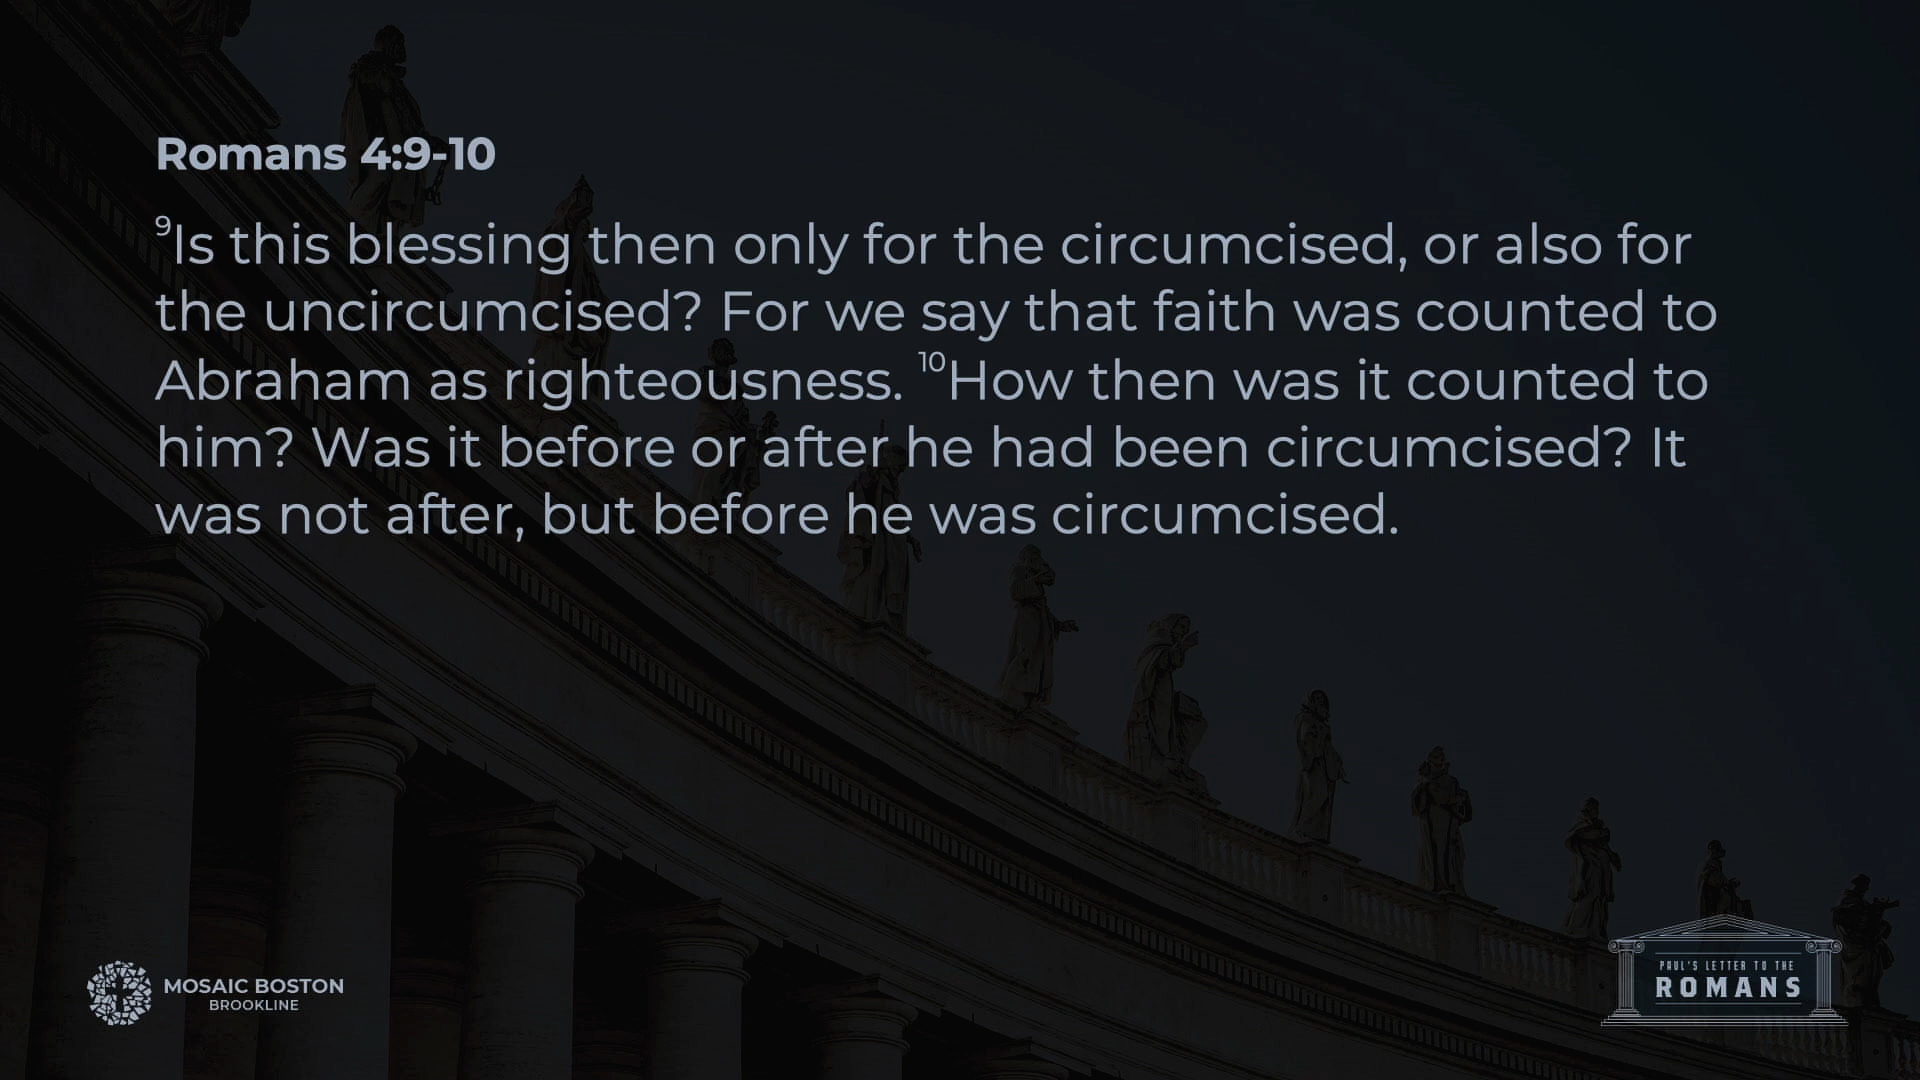 Romans 4:9-10
9Is this blessing then only for the circumcised, or also for
the uncircumcised? For we say that faith was counted to
Abraham as righteousness. 10How then was it counted to
him? Was it before or after he had been circumcised? It
was not after, but before he was circumcised.
MOSAIC BOSTON
BROOKLINE
PAUL'S LETTER TO THE
ROMANS